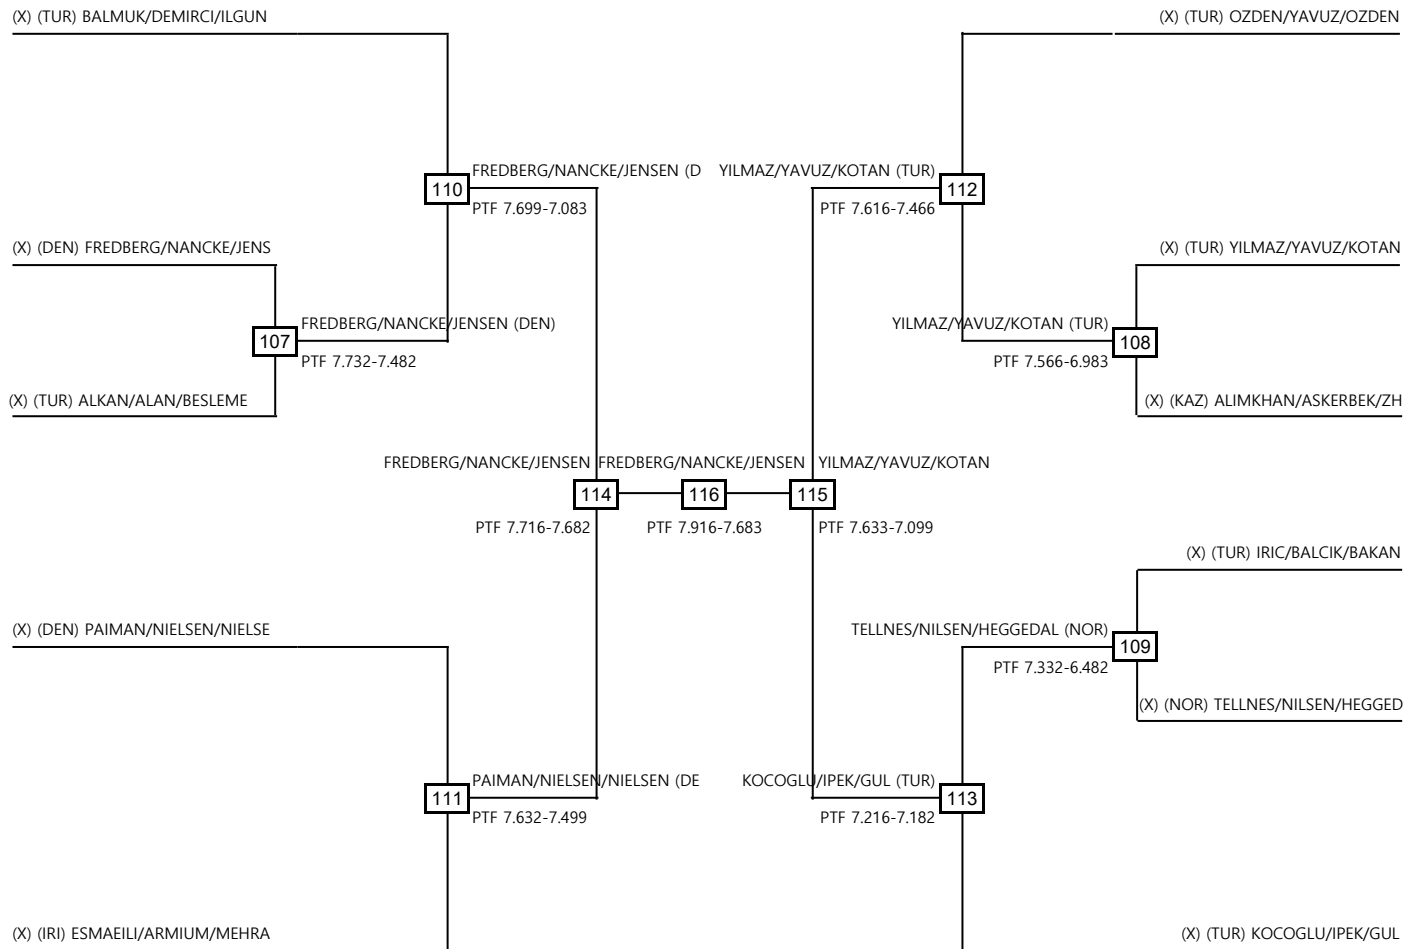 (X) (TUR) BALMUK/DEMIRCI/ILGUN
(X) (TUR) OZDEN/YAVUZ/OZDEN
FREDBERG/NANCKE/JENSEN (D
YILMAZ/YAVUZ/KOTAN (TUR)
110
112
PTF 7.699-7.083
PTF 7.616-7.466
(X) (DEN) FREDBERG/NANCKE/JENS
(X) (TUR) YILMAZ/YAVUZ/KOTAN
FREDBERG/NANCKE/JENSEN (DEN)
YILMAZ/YAVUZ/KOTAN (TUR)
107
108
PTF 7.732-7.482
PTF 7.566-6.983
(X) (TUR) ALKAN/ALAN/BESLEME
(X) (KAZ) ALIMKHAN/ASKERBEK/ZH
FREDBERG/NANCKE/JENSEN
FREDBERG/NANCKE/JENSEN
YILMAZ/YAVUZ/KOTAN
114
116
115
PTF 7.716-7.682
PTF 7.916-7.683
PTF 7.633-7.099
(X) (TUR) IRIC/BALCIK/BAKAN
(X) (DEN) PAIMAN/NIELSEN/NIELSE
TELLNES/NILSEN/HEGGEDAL (NOR)
109
PTF 7.332-6.482
(X) (NOR) TELLNES/NILSEN/HEGGED
PAIMAN/NIELSEN/NIELSEN (DE
KOCOGLU/IPEK/GUL (TUR)
111
113
PTF 7.632-7.499
PTF 7.216-7.182
(X) (IRI) ESMAEILI/ARMIUM/MEHRA
(X) (TUR) KOCOGLU/IPEK/GUL